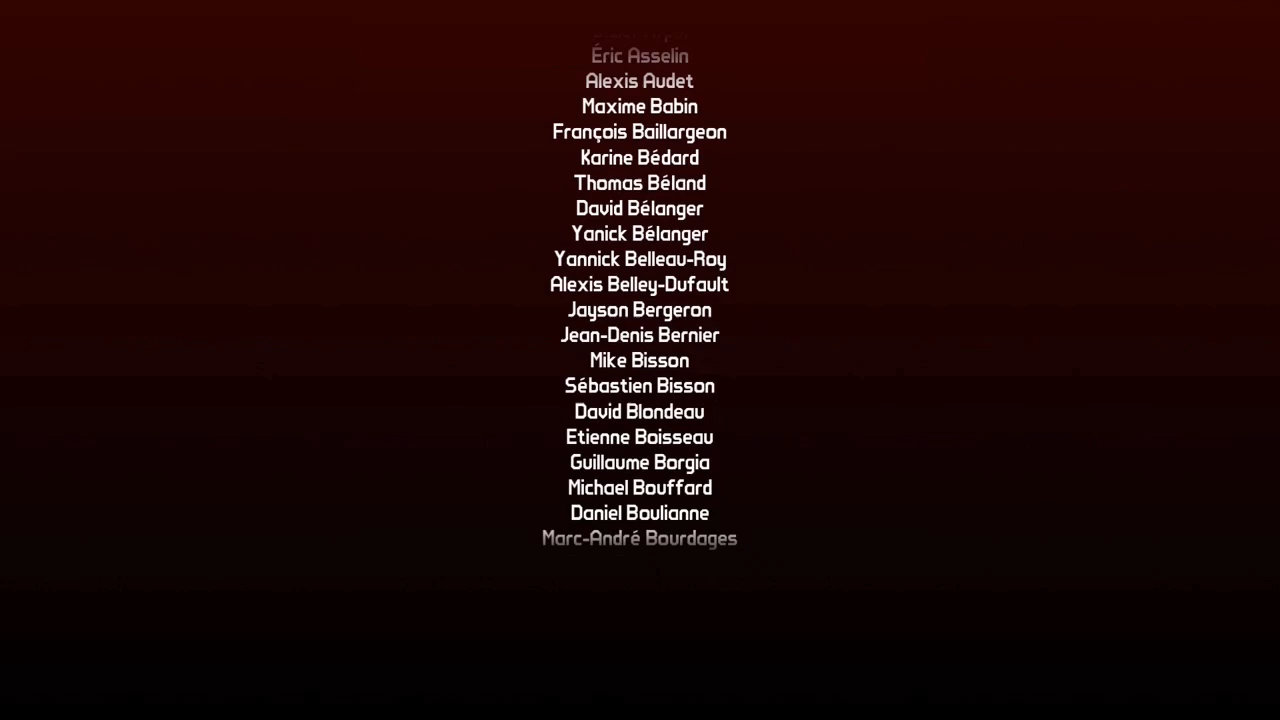 Éric Asselin
Alexis Audet
Maxime Babin
François Baillargeon
Karine Bédard
Thomas Béland
David Bélanger
Yanick Bélanger
Yannick Belleau-Roy
Alexis Belley-Dufault
Jayson Bergeron
Jean-Denis Bernier
Mike Bisson
Sébastien Bisson
David Blondeau
Etienne Boisseau
Guillaume Borgia
Michael Bouffard
Daniel Boulianne
Marc-André Bourdages